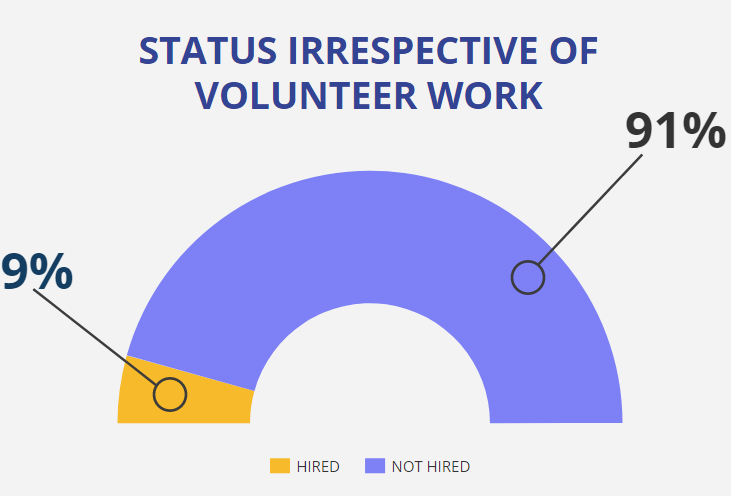 STATUS IRRESPECTIVE OF
VOLUNTEER WORK
91%
9%
HIRED
NOT HIRED